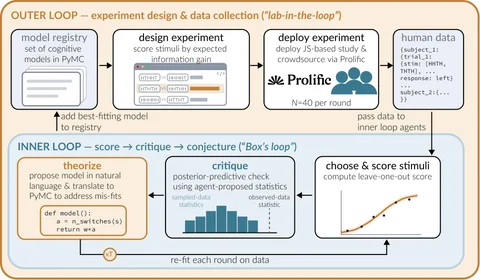 OUTER LOOP — experiment design & data collection (“lab-in-the-loop”)
model registry
set of cognitive
models in PyMC
design experiment
score stimuli by expected
information gain
deploy experiment
deploy JS-based study &
crowdsource via Prolific
Prolific
N=40 per round
human data
{subject_1:
{trial_1:
{stim: [HHTH,
THTH], ...
response: left}
...
subject_2:{...
}}
add best-fitting model
to registry
pass data to
inner loop agents
INNER LOOP — score → critique → conjecture (“Box’s loop”)
theorize
propose model in natural
language & translate to
PyMC to address mis-fits
def model():
a = n_switches(s)
return w*a
critique
posterior-predictive check
using agent-proposed statistics
sampled-data
statistics
observed-data
statistic
choose & score stimuli
compute leave-one-out score
xT
re-fit each round on data